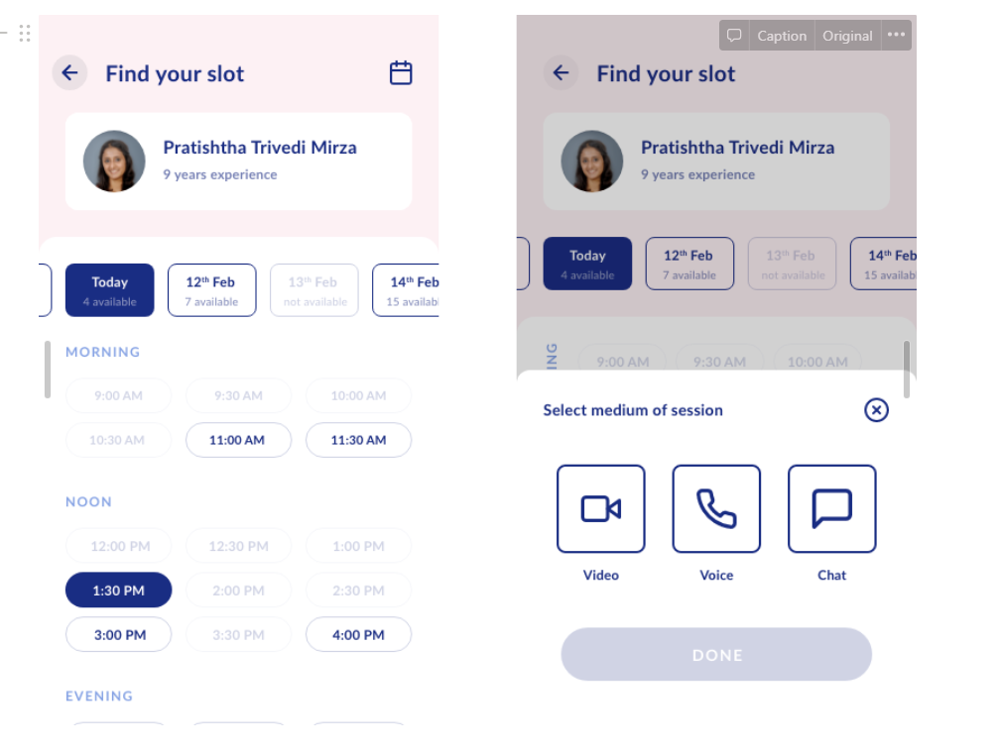 Find your slot
Pratishtha Trivedi Mirza
9 years experience
Today
4 available
12th Feb
7 available
13th Feb
not available
14th Feb
15 availab
MORNING
9:00 AM 9:30 AM 10:00 AM
10:30 AM 11:00 AM 11:30 AM
NOON
12:00 PM 12:30 PM 1:00 PM
1:30 PM 2:00 PM 2:30 PM
3:00 PM 3:30 PM 4:00 PM
EVENING
Caption Original
Find your slot
Pratishtha Trivedi Mirza
9 years experience
Today
4 available
12th Feb
7 available
13th Feb
not available
14th Feb
15 availab
ING
9:00 AM 9:30 AM 10:00 AM
Select medium of session
Video Voice Chat
DONE